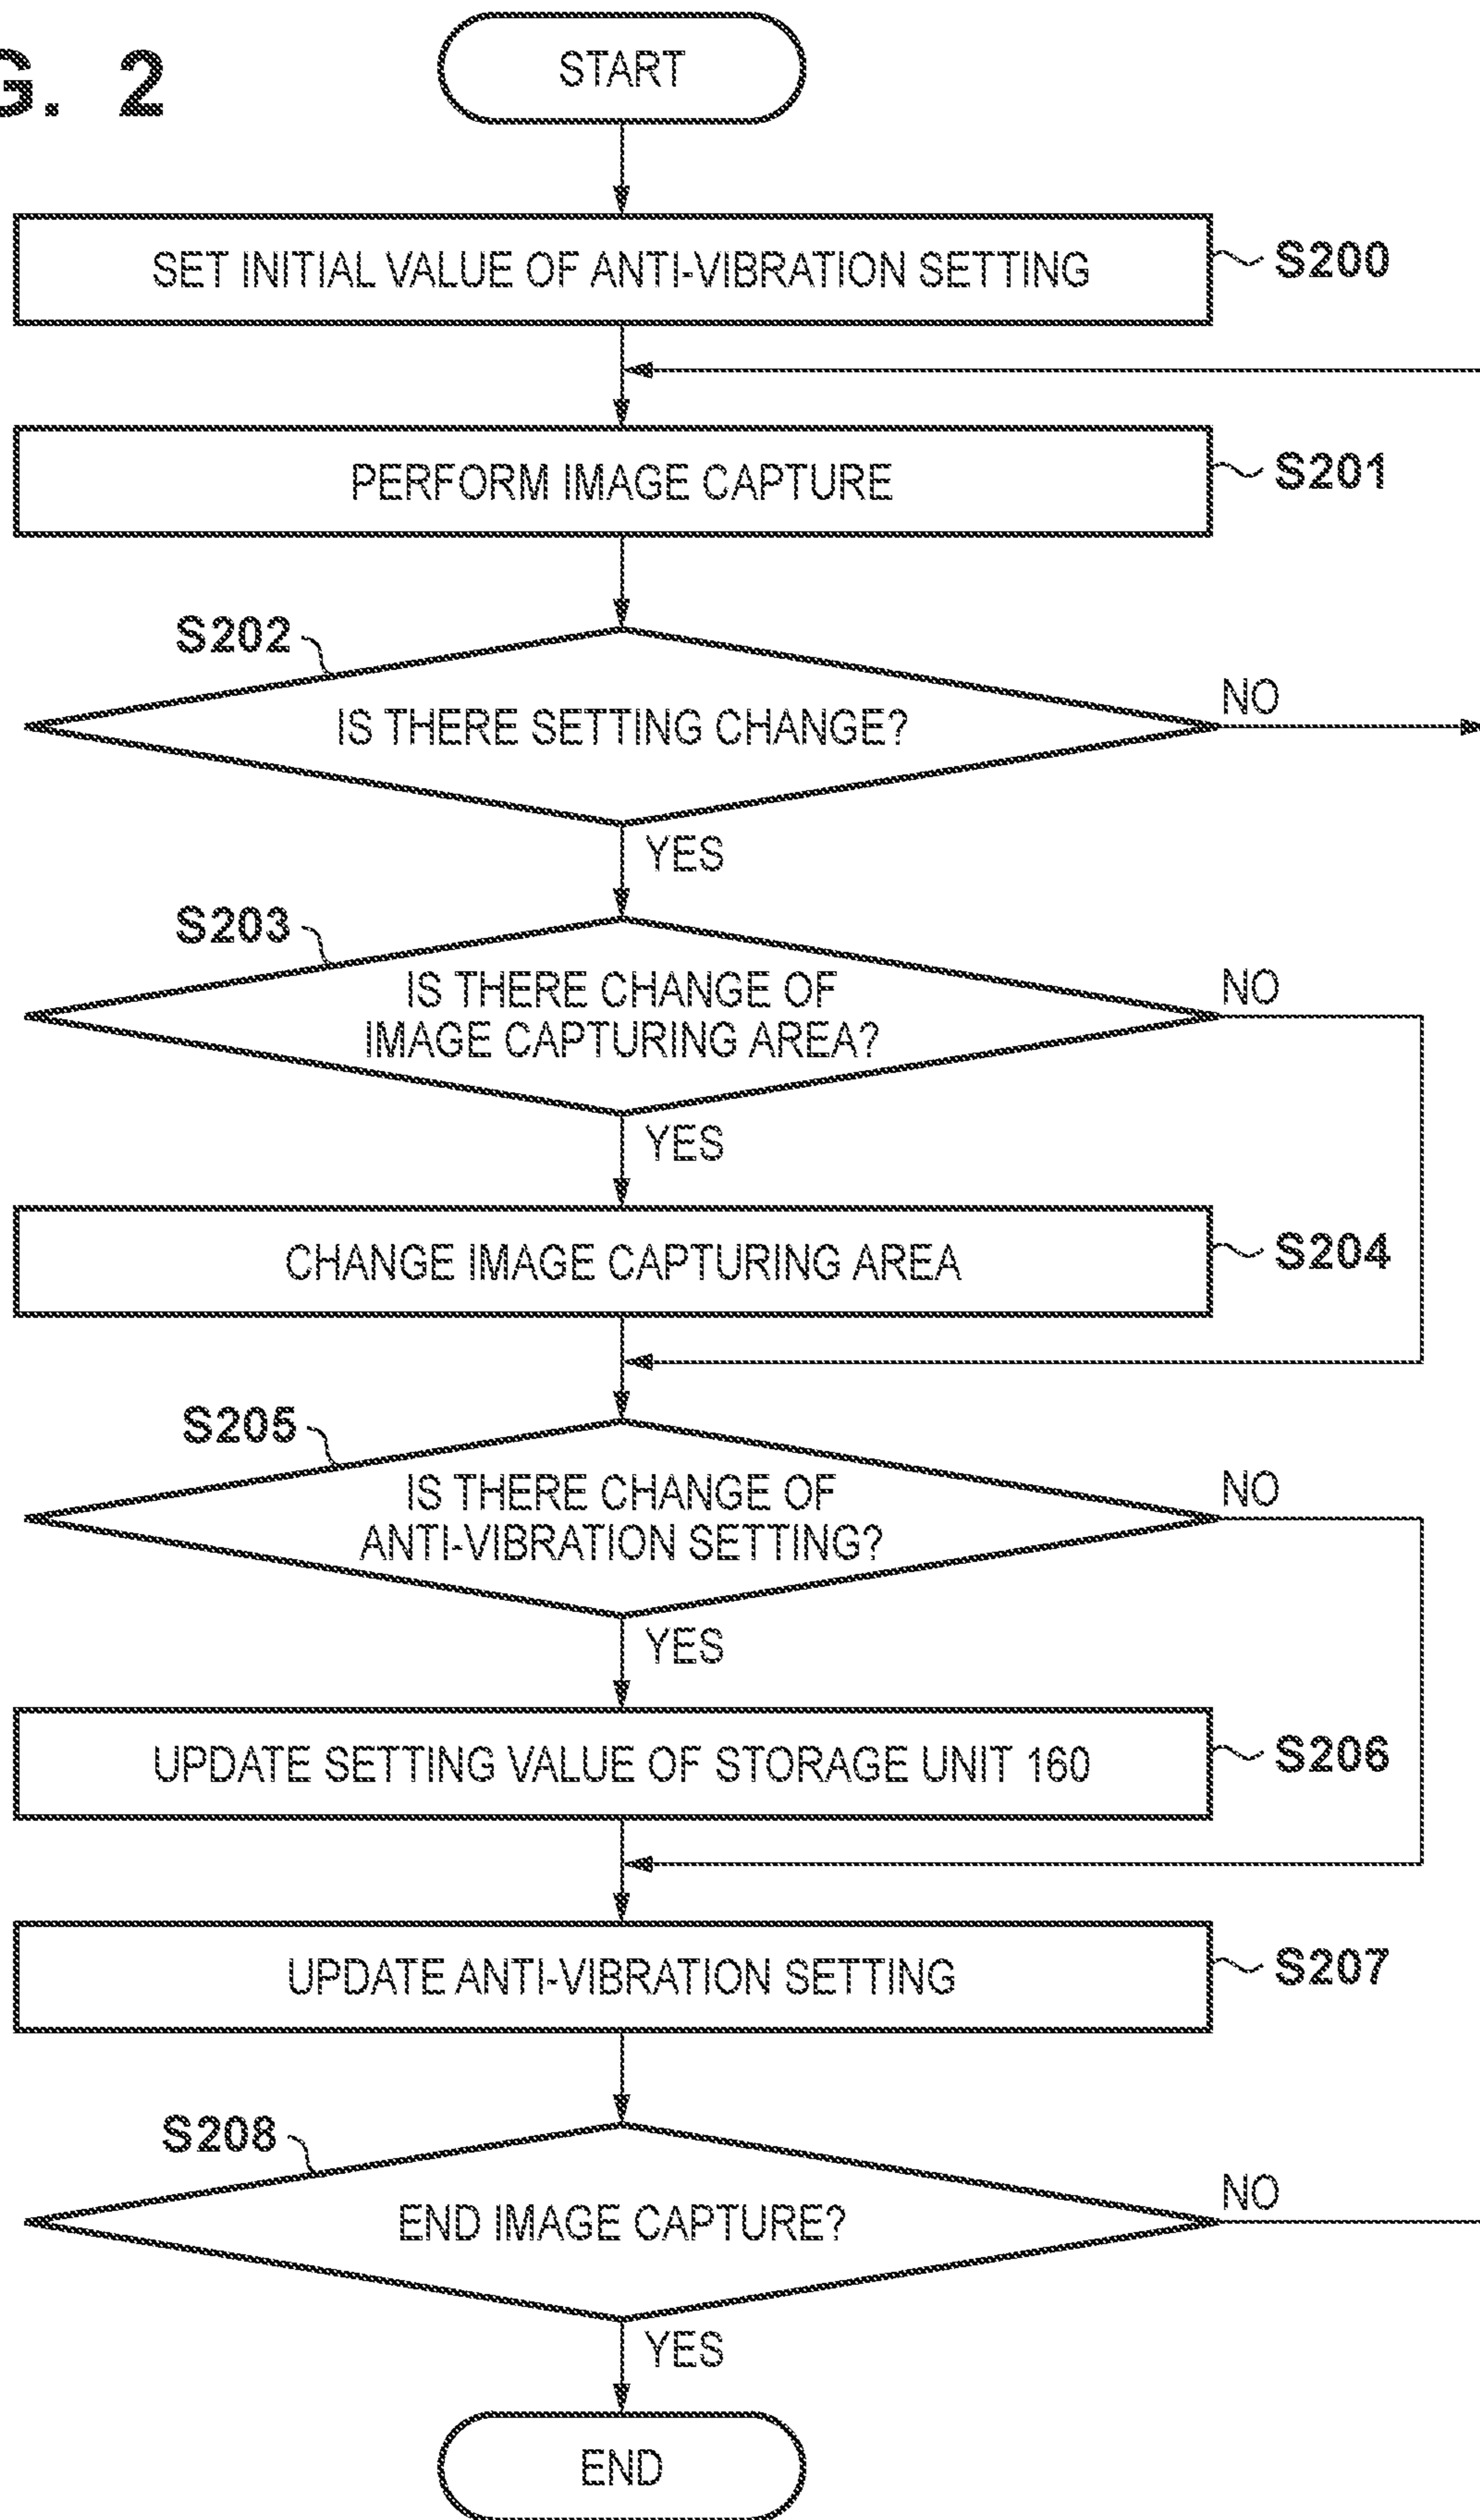 G. 2
START
SET INITIAL VALUE OF ANTI-VIBRATION SETTING
S200
PERFORM IMAGE CAPTURE
S201
S202
IS THERE SETTING CHANGE?
NO
YES
S203
IS THERE CHANGE OF
IMAGE CAPTURING AREA?
NO
YES
CHANGE IMAGE CAPTURING AREA
S204
S205
IS THERE CHANGE OF
ANTI-VIBRATION SETTING?
NO
YES
UPDATE SETTING VALUE OF STORAGE UNIT 160
S206
UPDATE ANTI-VIBRATION SETTING
S207
S208
END IMAGE CAPTURE?
NO
YES
END